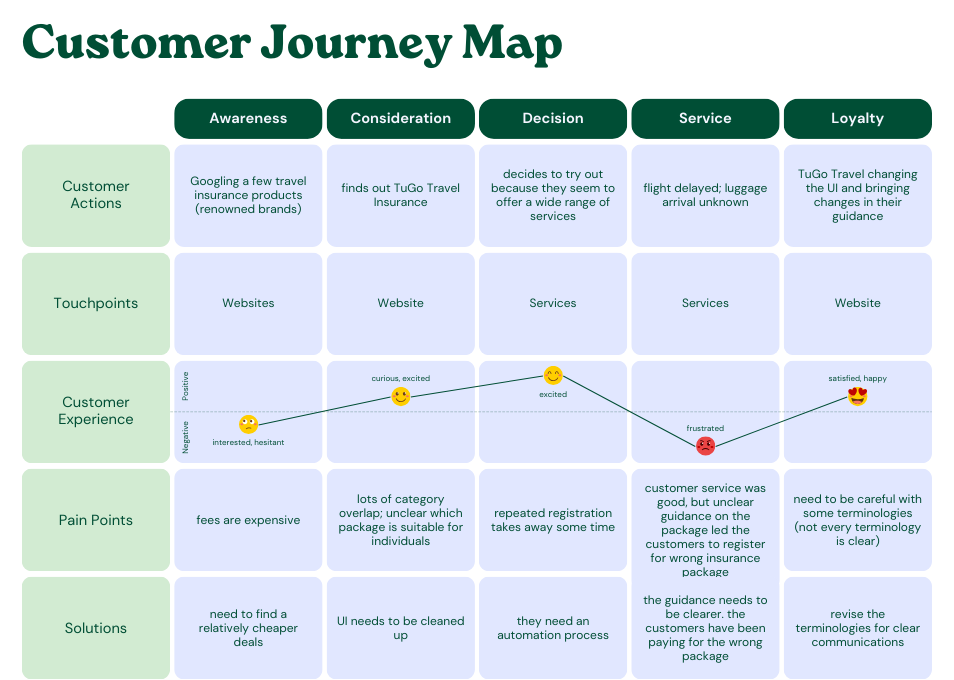 Customer Journey Map
Awareness
Consideration
Decision
Service
Loyalty
Customer
Actions
Googling a few travel
insurance products
(renowned brands)
finds out TuGo Travel
Insurance
decides to try out
because they seem to
offer a wide range of
services
flight delayed; luggage
arrival unknown
TuGo Travel changing
the UI and bringing
changes in their
guidance
Touchpoints
Websites
Website
Services
Services
Website
Customer
Experience
Positive
Negative
interested, hesitant
curious, excited
excited
frustrated
satisfied, happy
Pain Points
fees are expensive
lots of category
overlap; unclear which
package is suitable for
individuals
repeated registration
takes away some time
customer service was
good, but unclear
guidance on the
package led the
customers to register
for wrong insurance
package
need to be careful with
some terminologies
(not every terminology
is clear)
Solutions
need to find a
relatively cheaper
deals
UI needs to be cleaned
up
they need an
automation process
the guidance needs to
be clearer. the
customers have been
paying for the wrong
package
revise the
terminologies for clear
communications